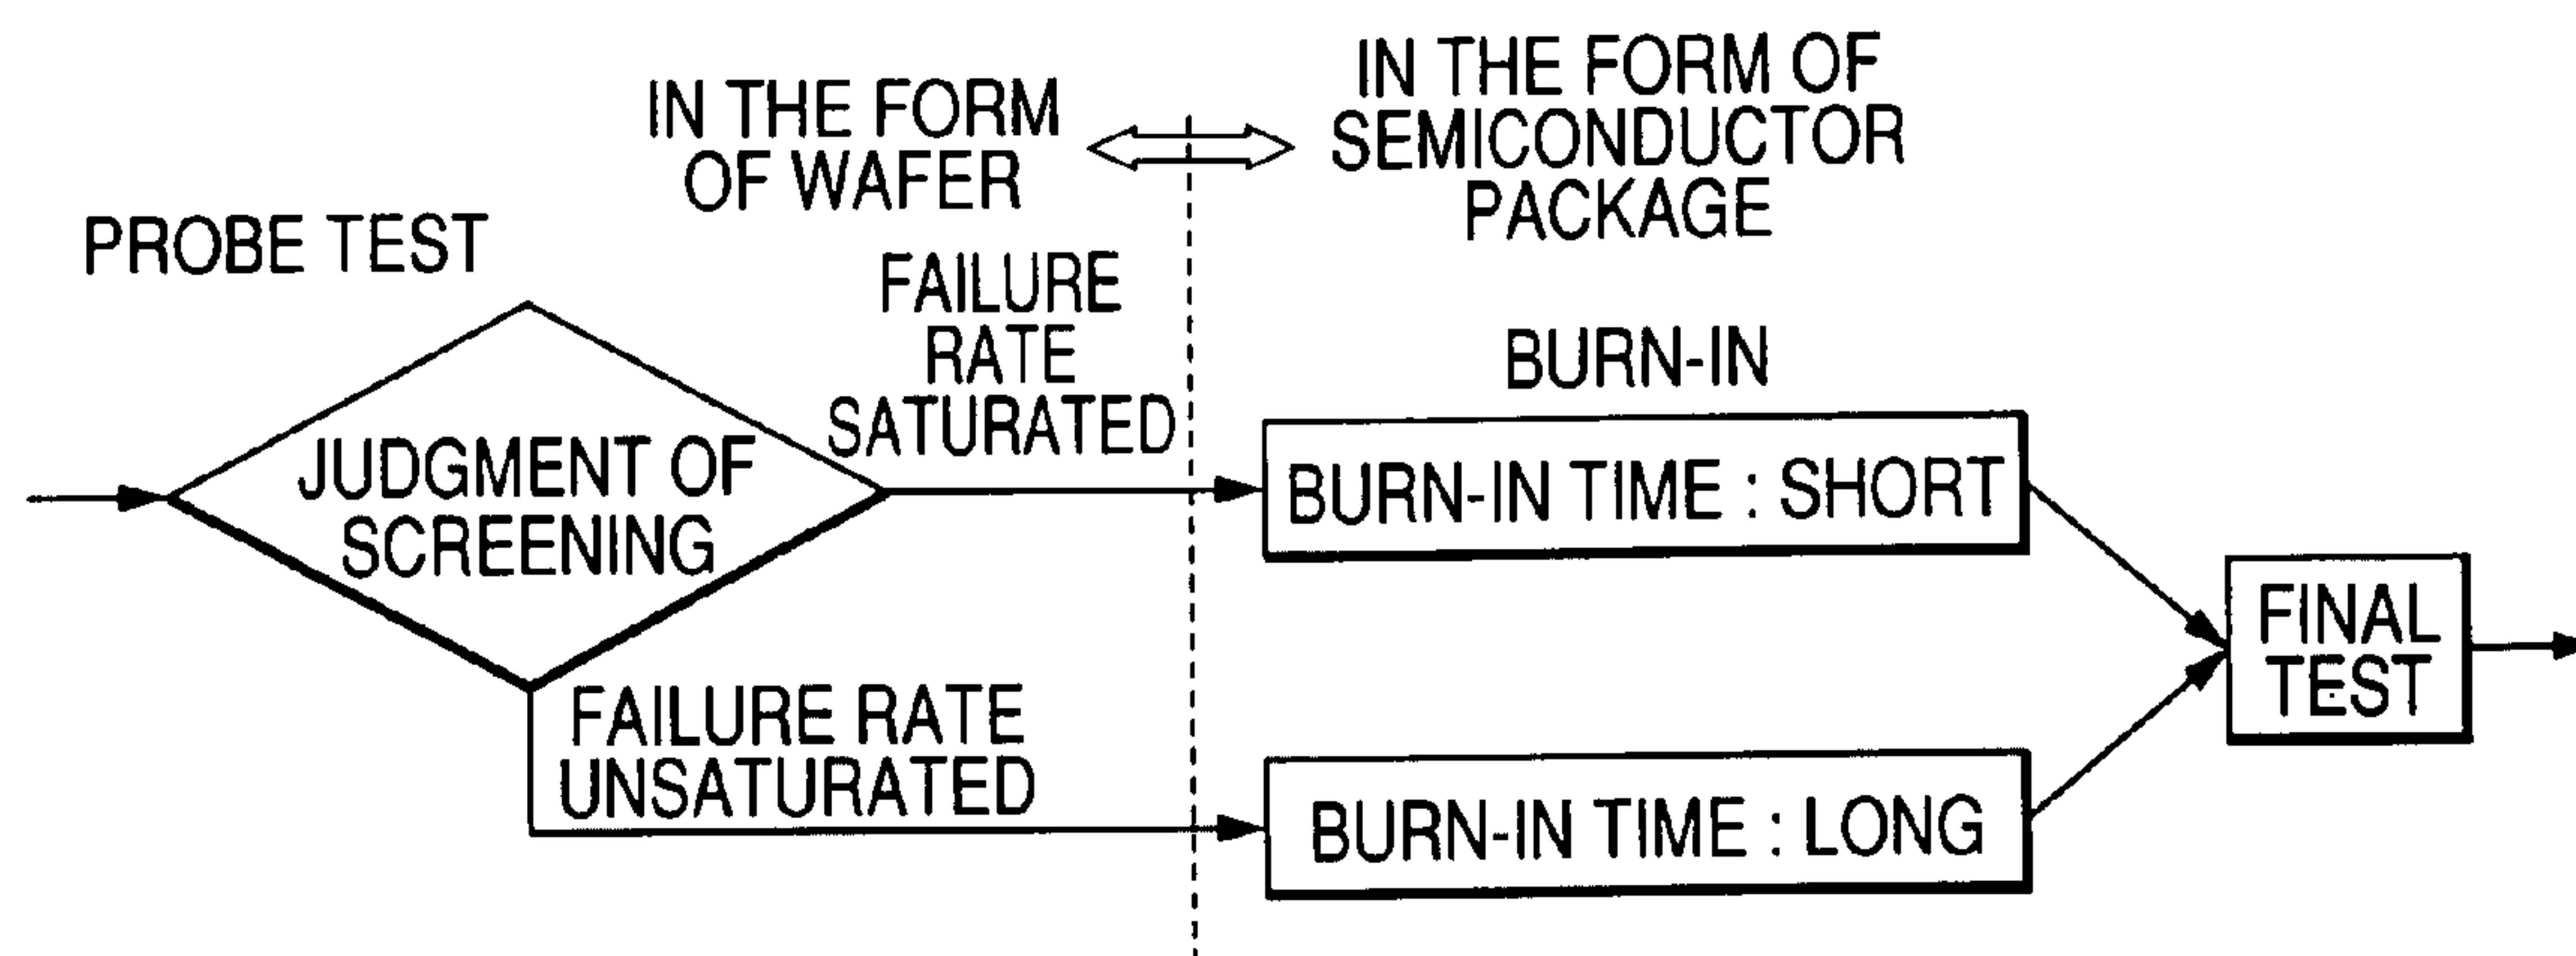 IN THE FORM
OF WAFER
IN THE FORM OF
SEMICONDUCTOR
PACKAGE
PROBE TEST
FAILURE
RATE
SATURATED
BURN-IN
JUDGMENT OF
SCREENING
BURN-IN TIME : SHORT
FINAL
TEST
FAILURE RATE
UNSATURATED
BURN-IN TIME : LONG